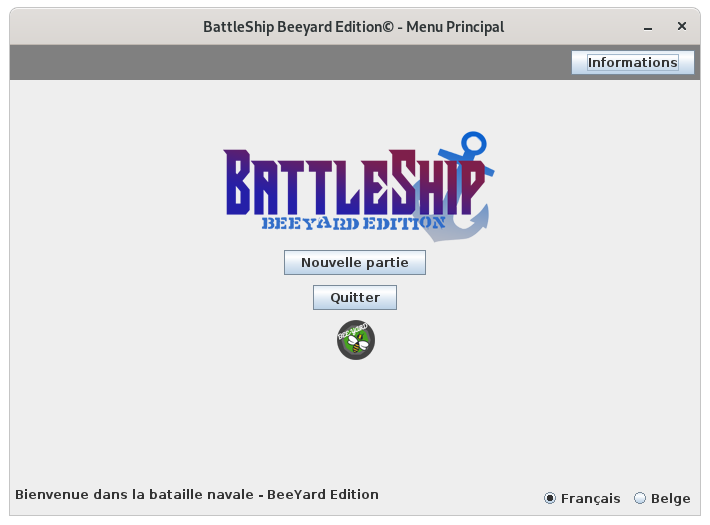 BattleShip Beeyard Edition© - Menu Principal
Informations
BATTLESHIP
BEEYARD EDITION
Nouvelle partie
Quitter
Bienvenue dans la bataille navale - BeeYard Edition
Français
Belge